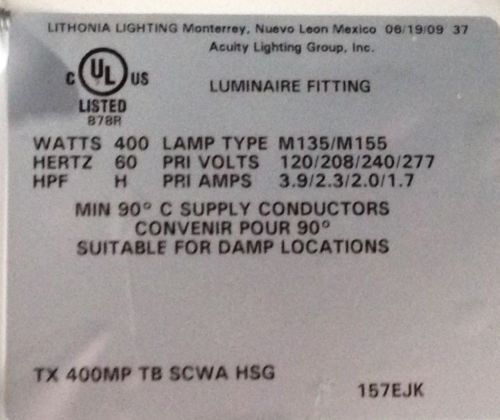 LITHONIA LIGHTING Monterrey, Nuevo Leon Mexico 06/19/09 37
Acuity Lighting Group, Inc.
C UL US
LISTED
878R
LUMINAIRE FITTING
WATTS 400 LAMP TYPE M135/M155
HERTZ 60 PRI VOLTS 120/208/240/277
HPF H PRI AMPS 3.9/2.3/2.0/1.7
MIN 90° C SUPPLY CONDUCTORS
CONVENIR POUR 90°
SUITABLE FOR DAMP LOCATIONS
TX 400MP TB SCWA HSG
157EJK